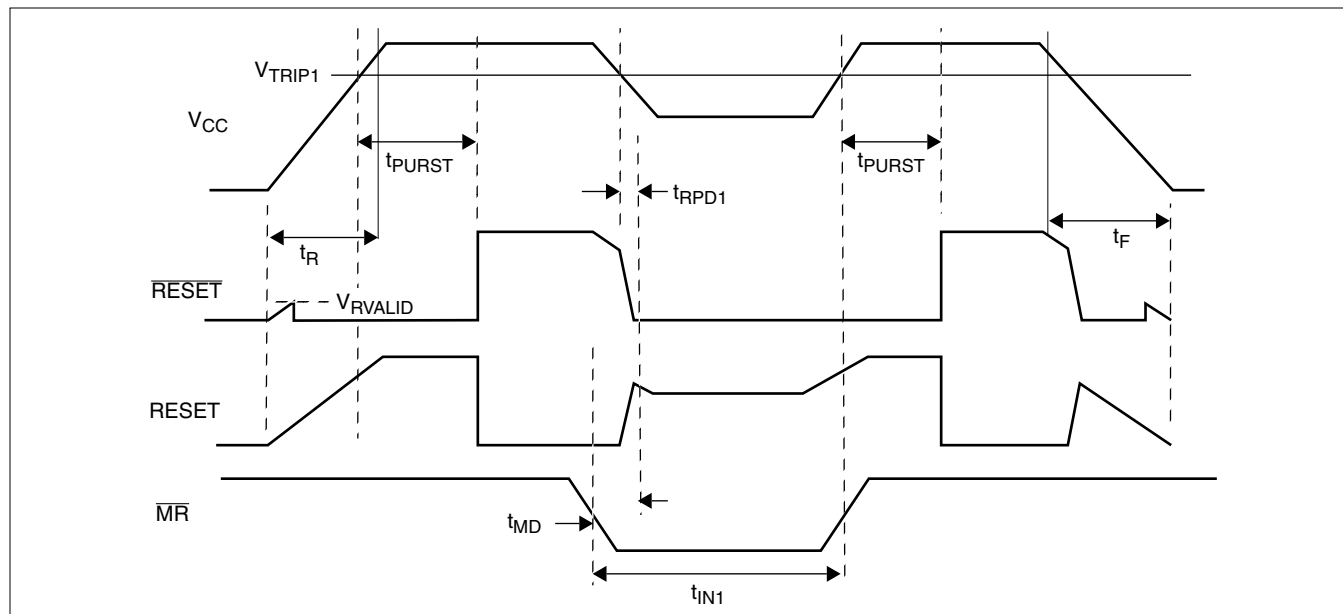 VTRIP1
VCC
tPURST
tPURST
tRPD1
tR
tF
RESET
VRVALID
RESET
MR
tMD
tIN1